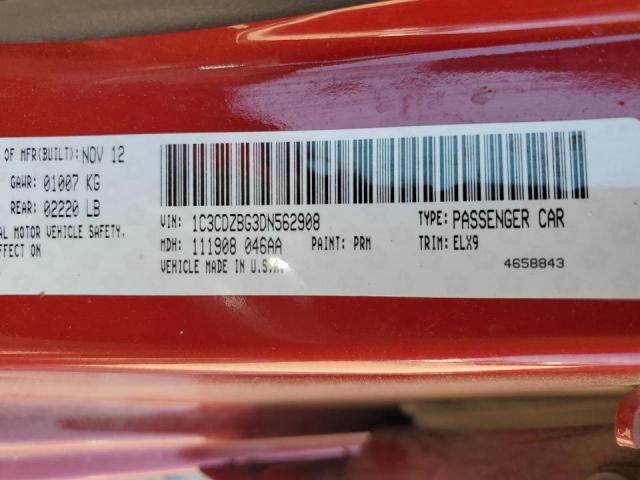 OF MFR(BUILT): NOV 12
GAWR: 01007 KG
REAR: 02220 LB
AL MOTOR VEHICLE SAFETY,
EFFECT ON
VIN: 1C3CDZBG3DN562908
TYPE: PASSENGER CAR
MDH: 111908 046AA PAINT: PRM
TRIM: ELX9
VEHICLE MADE IN U.S.A.
4658843